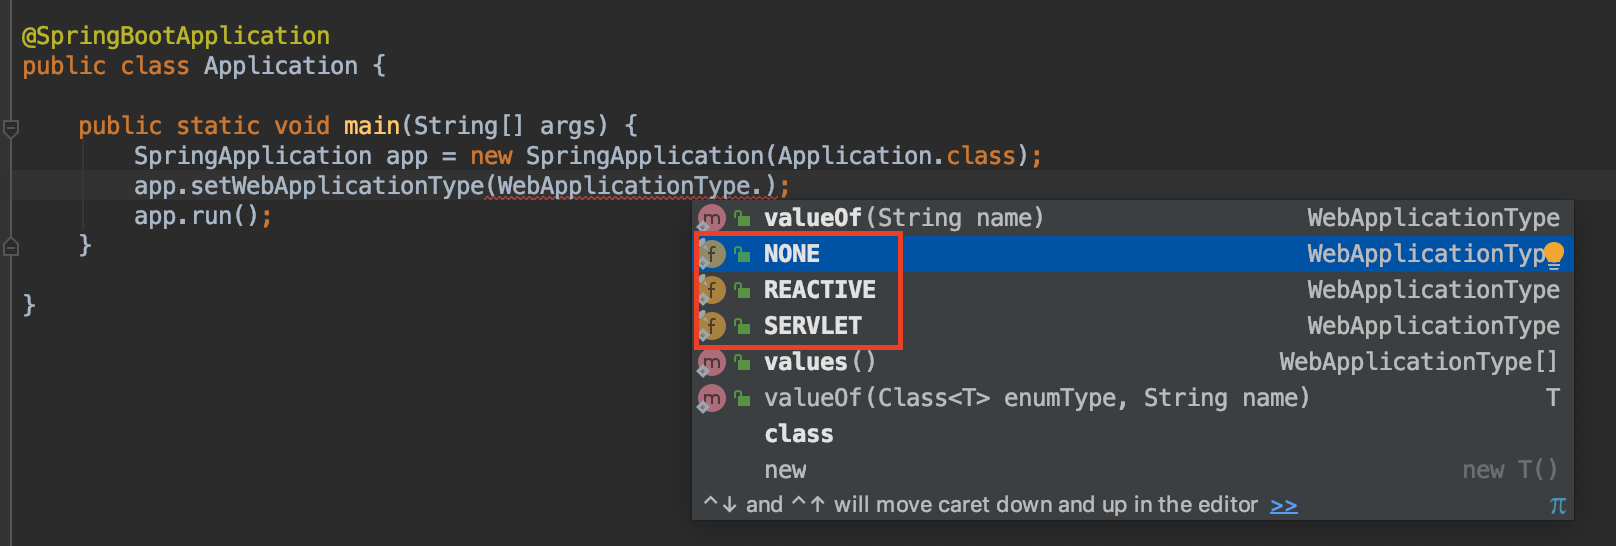 @SpringBootApplication
public class Application {
public static void main(String[] args) {
SpringApplication app = new SpringApplication(Application.class);
app.setWebApplicationType(WebApplicationType.);
app.run();
}
}
m valueOf(String name) WebApplicationType
f NONE WebApplicationType
f REACTIVE WebApplicationType
f SERVLET WebApplicationType
m values() WebApplicationType[]
m valueOf(Class<T> enumType, String name) T
class
new new T()
^↓ and ^↑ will move caret down and up in the editor >> π